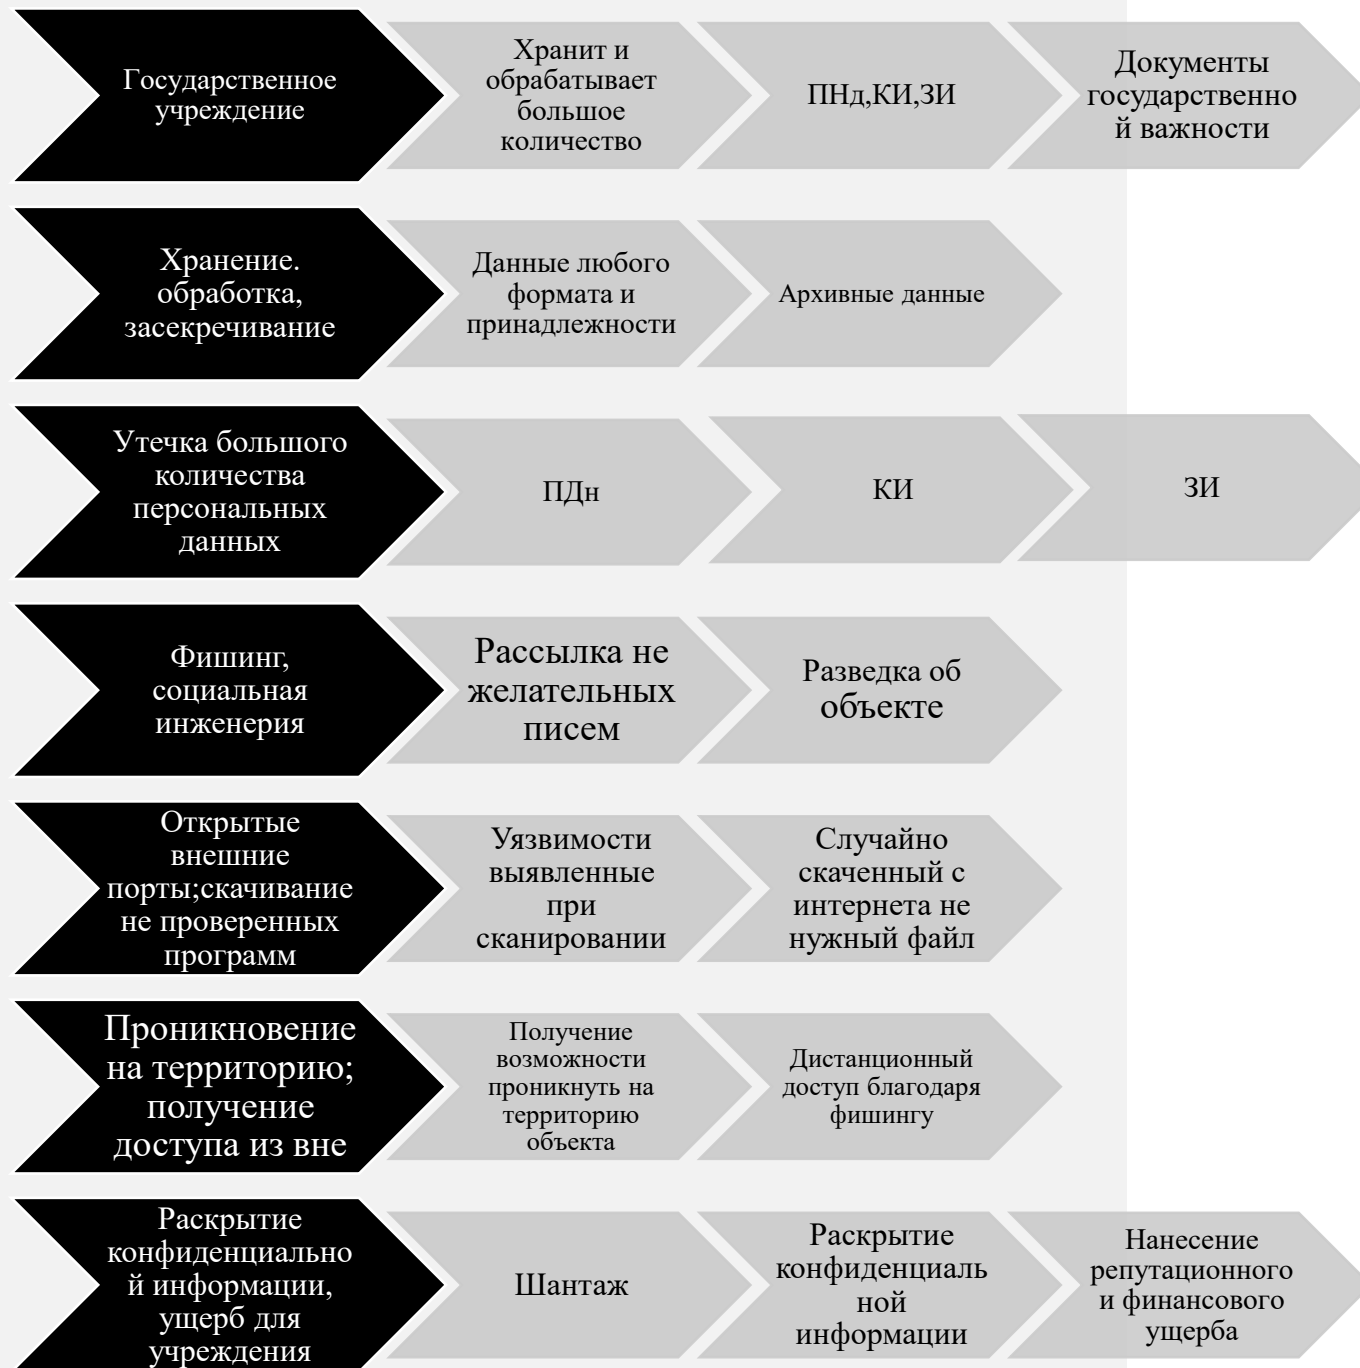 Государственное
учреждение
Хранит и
обрабатывает
большое
количество
ПНд,КИ,ЗИ
Документы
государственно
й важности
Хранение.
обработка,
засекречивание
Данные любого
формата и
принадлежности
Архивные данные
Утечка большого
количества
персональных
данных
ПДн
КИ
ЗИ
Фишинг,
социальная
инженерия
Рассылка не
желательных
писем
Разведка об
объекте
Открытые
внешние
порты;скачивание
не проверенных
программ
Уязвимости
выявленные
при
сканировании
Случайно
скаченный с
интернета не
нужный файл
Проникновение
на территорию;
получение
доступа из вне
Получение
возможности
проникнуть на
территорию
объекта
Дистанционный
доступ благодаря
фишингу
Раскрытие
конфиденциально
й информации,
ущерб для
учреждения
Шантаж
Раскрытие
конфиденциаль
ной
информации
Нанесение
репутационного
и финансового
ущерба